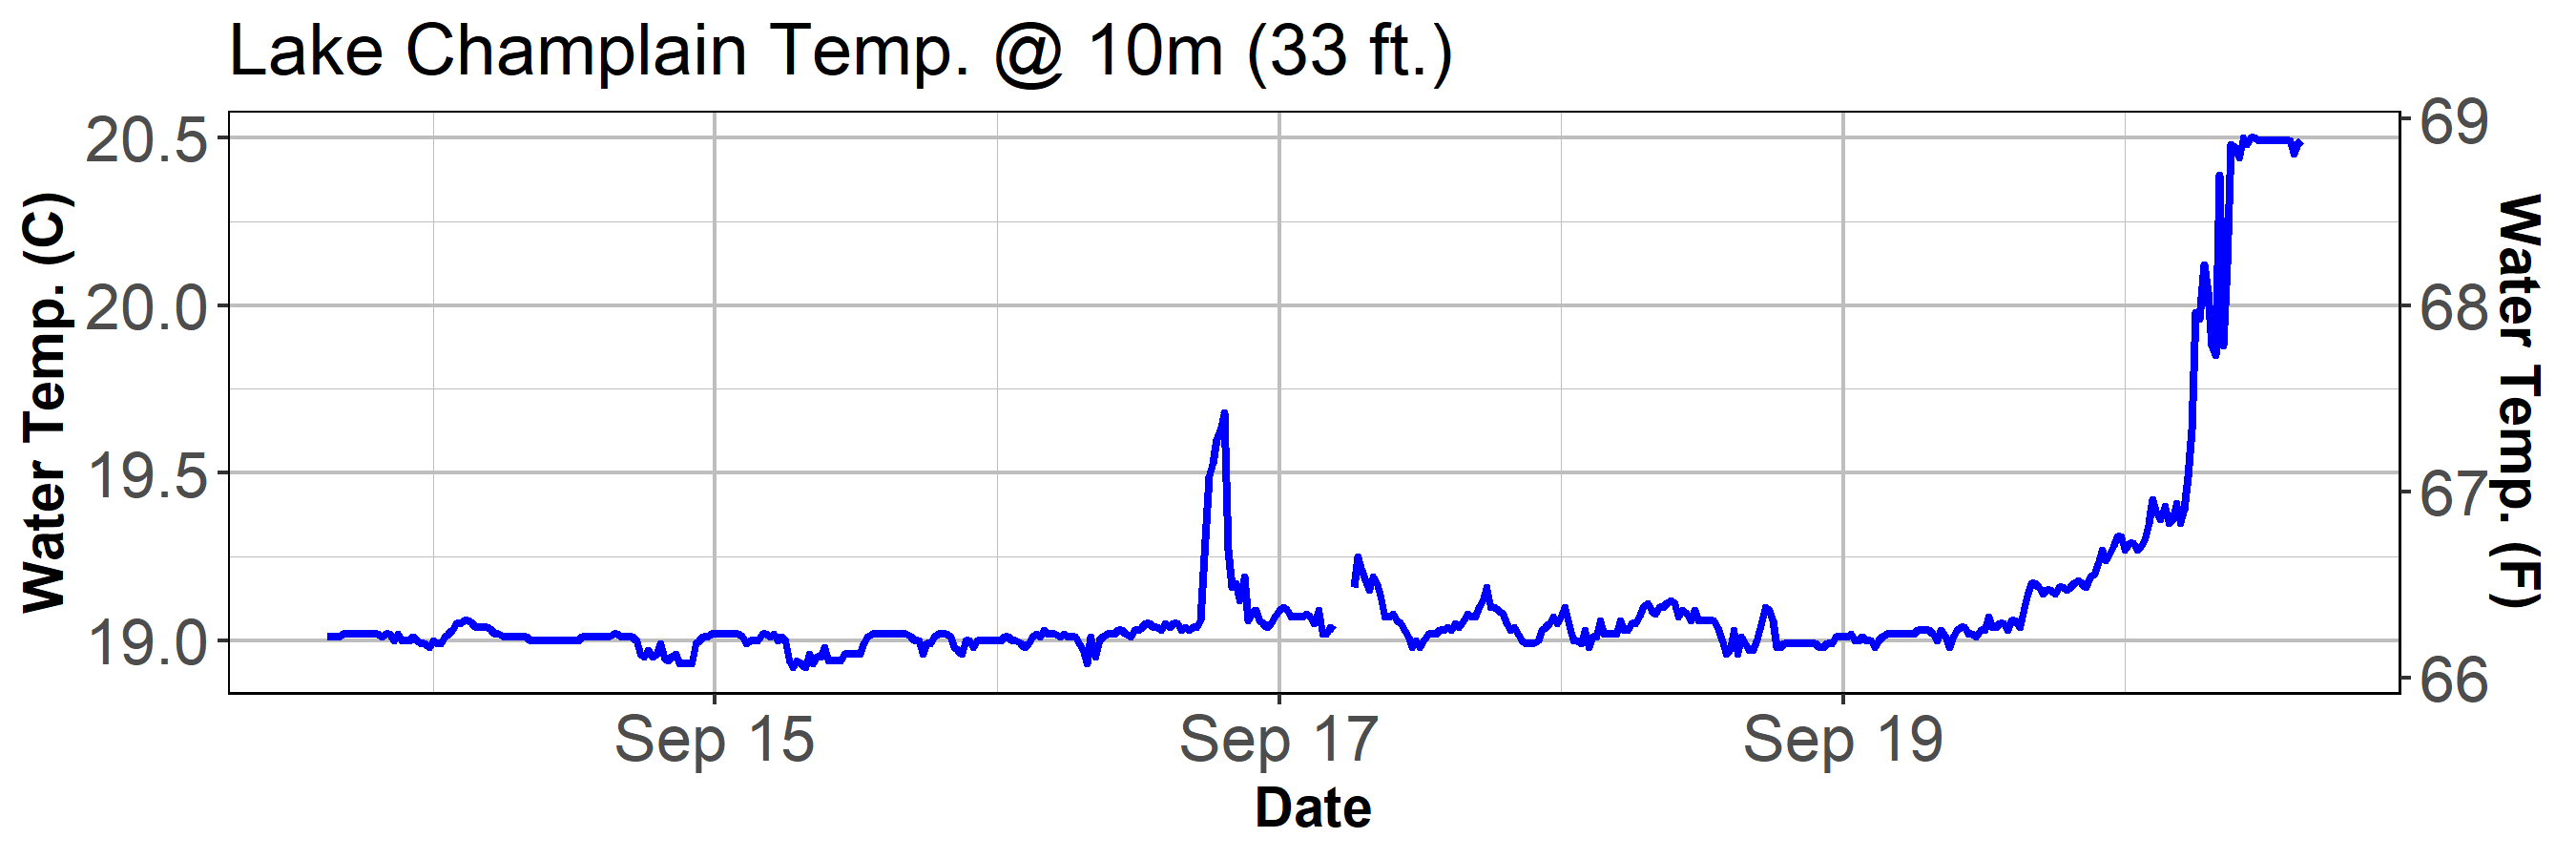 Lake Champlain Temp. @ 10m (33 ft.)
Water Temp. (C)
20.5
20.0
19.5
19.0
69
68
67
66
Water Temp. (F)
Sep 15
Sep 17
Sep 19
Date